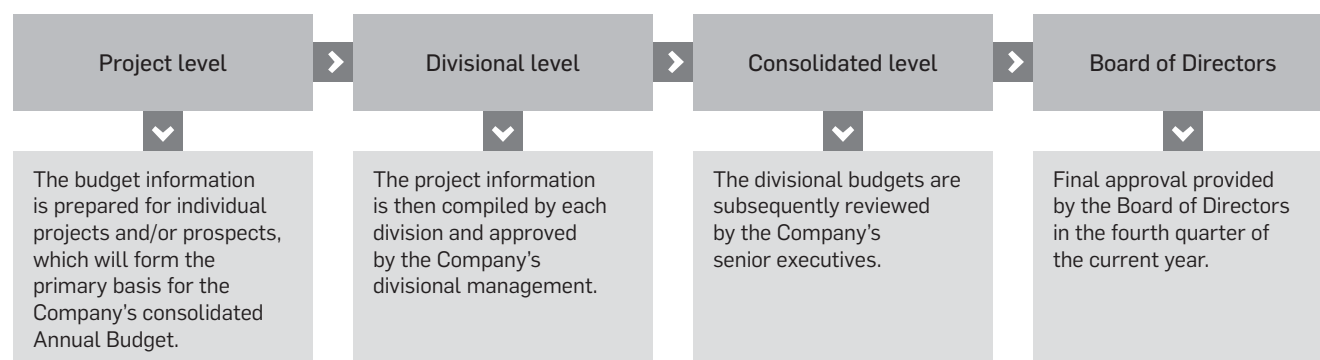 Project level
Divisional level
Consolidated level
Board of Directors
The budget information
is prepared for individual
projects and/or prospects,
which will form the
primary basis for the
Company's consolidated
Annual Budget.
The project information
is then compiled by each
division and approved
by the Company's
divisional management.
The divisional budgets are
subsequently reviewed
by the Company's
senior executives.
Final approval provided
by the Board of Directors
in the fourth quarter of
the current year.